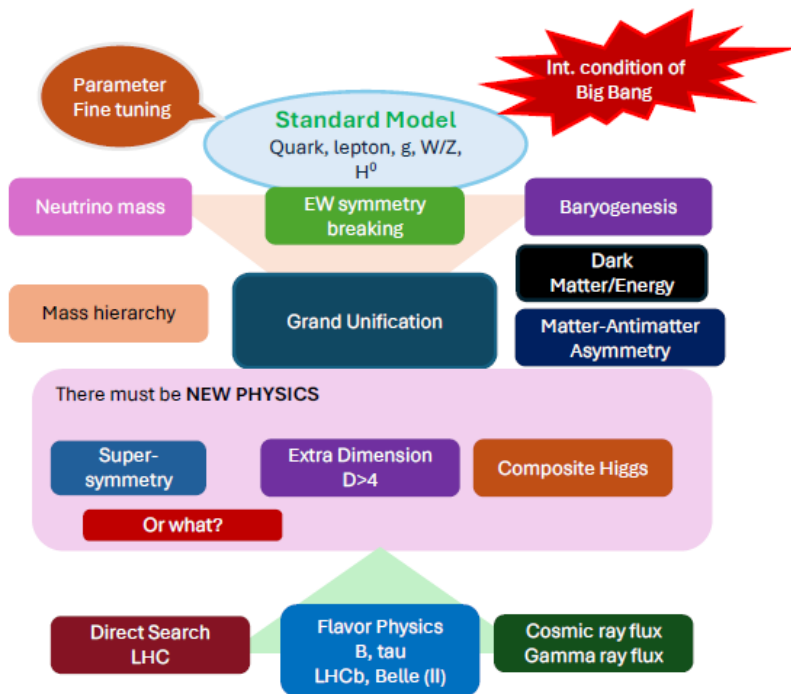 Parameter
Fine tuning
Int. condition of
Big Bang
Standard Model
Quark, lepton, g, W/Z,
H⁰
Neutrino mass
EW symmetry
breaking
Baryogenesis
Dark
Matter/Energy
Mass hierarchy
Grand Unification
Matter-Antimatter
Asymmetry
There must be NEW PHYSICS
Super-
symmetry
Extra Dimension
D>4
Composite Higgs
Or what?
Direct Search
LHC
Flavor Physics
B, tau
LHCb, Belle (II)
Cosmic ray flux
Gamma ray flux